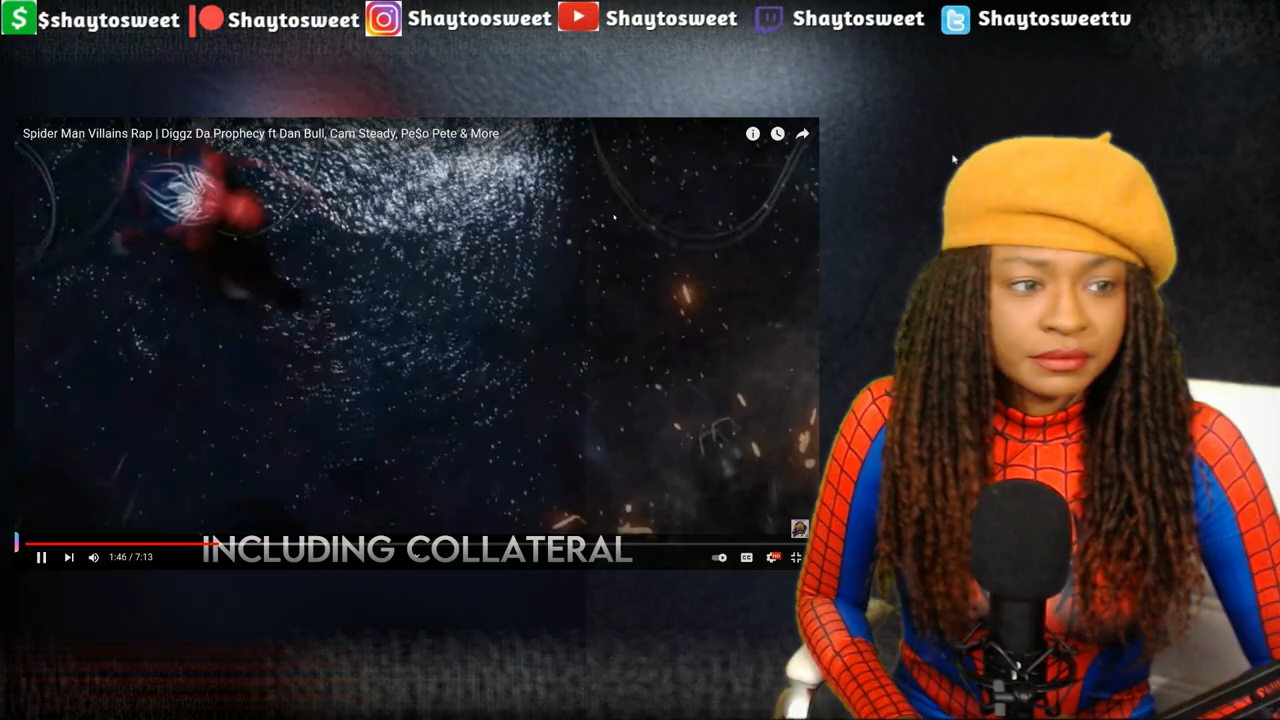 $shaytosweet Shaytosweet Shaytoosweet Shaytosweet Shaytosweet Shaytosweettv
Spider Man Villains Rap | Diggz Da Prophecy ft Dan Bull, Cam Steady, Pe$o Pete & More
INCLUDING COLLATERAL
1:46 / 7:13